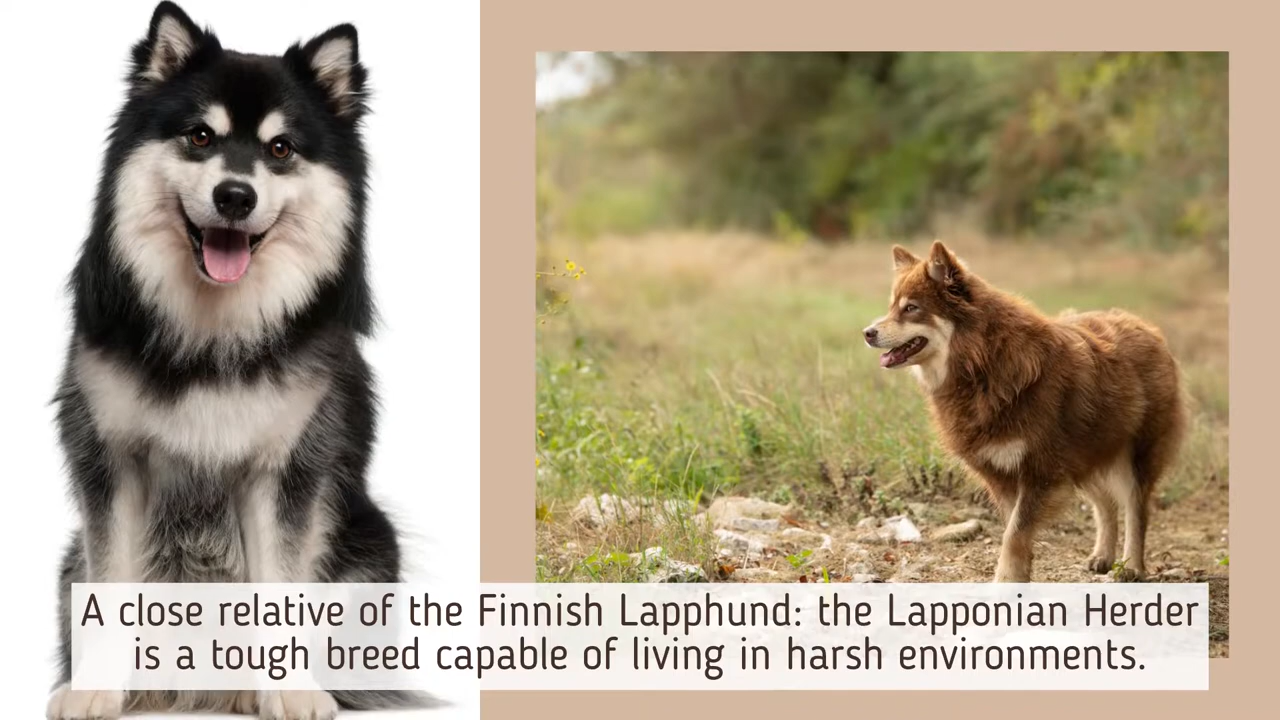 A close relative of the Finnish Lapphund: the Lapponian Herder
is a tough breed capable of living in harsh environments.